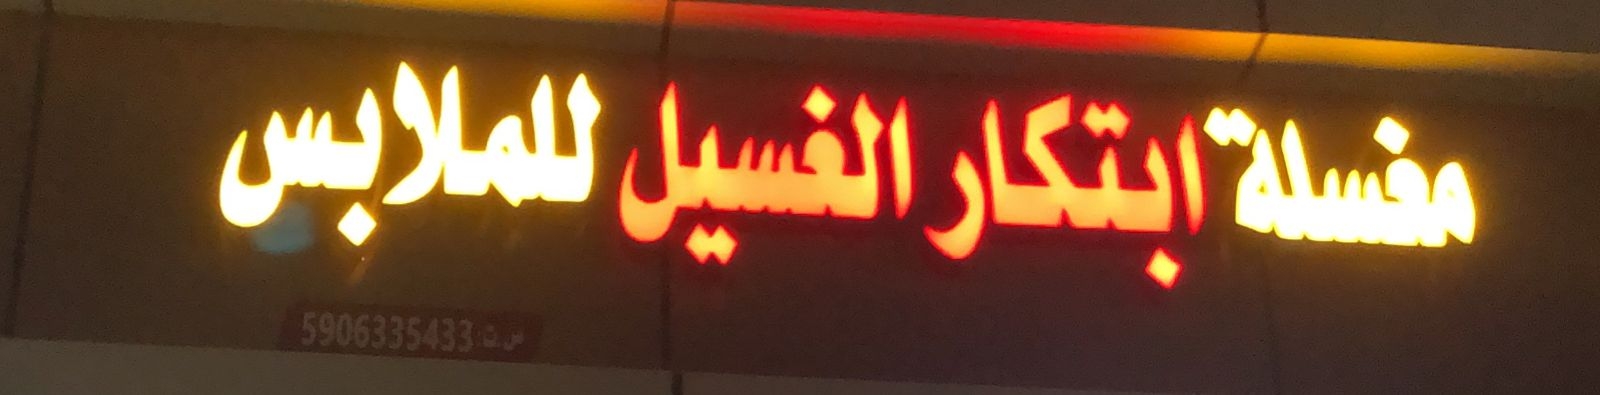 مغسلة ابتكار الغسيل للملابس
س.ت: 5906335433